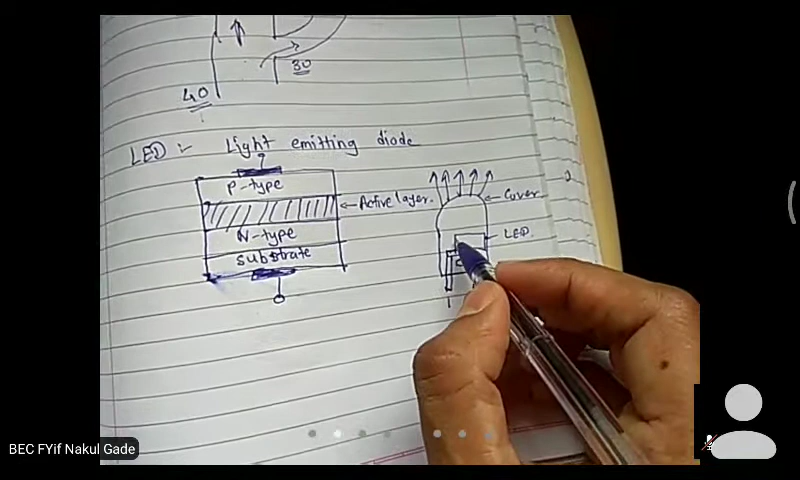 40
30
LED :- Light emitting diode
P-type
Active layer.
N-type
substrate
Cover
LED.
BEC FYif Nakul Gade